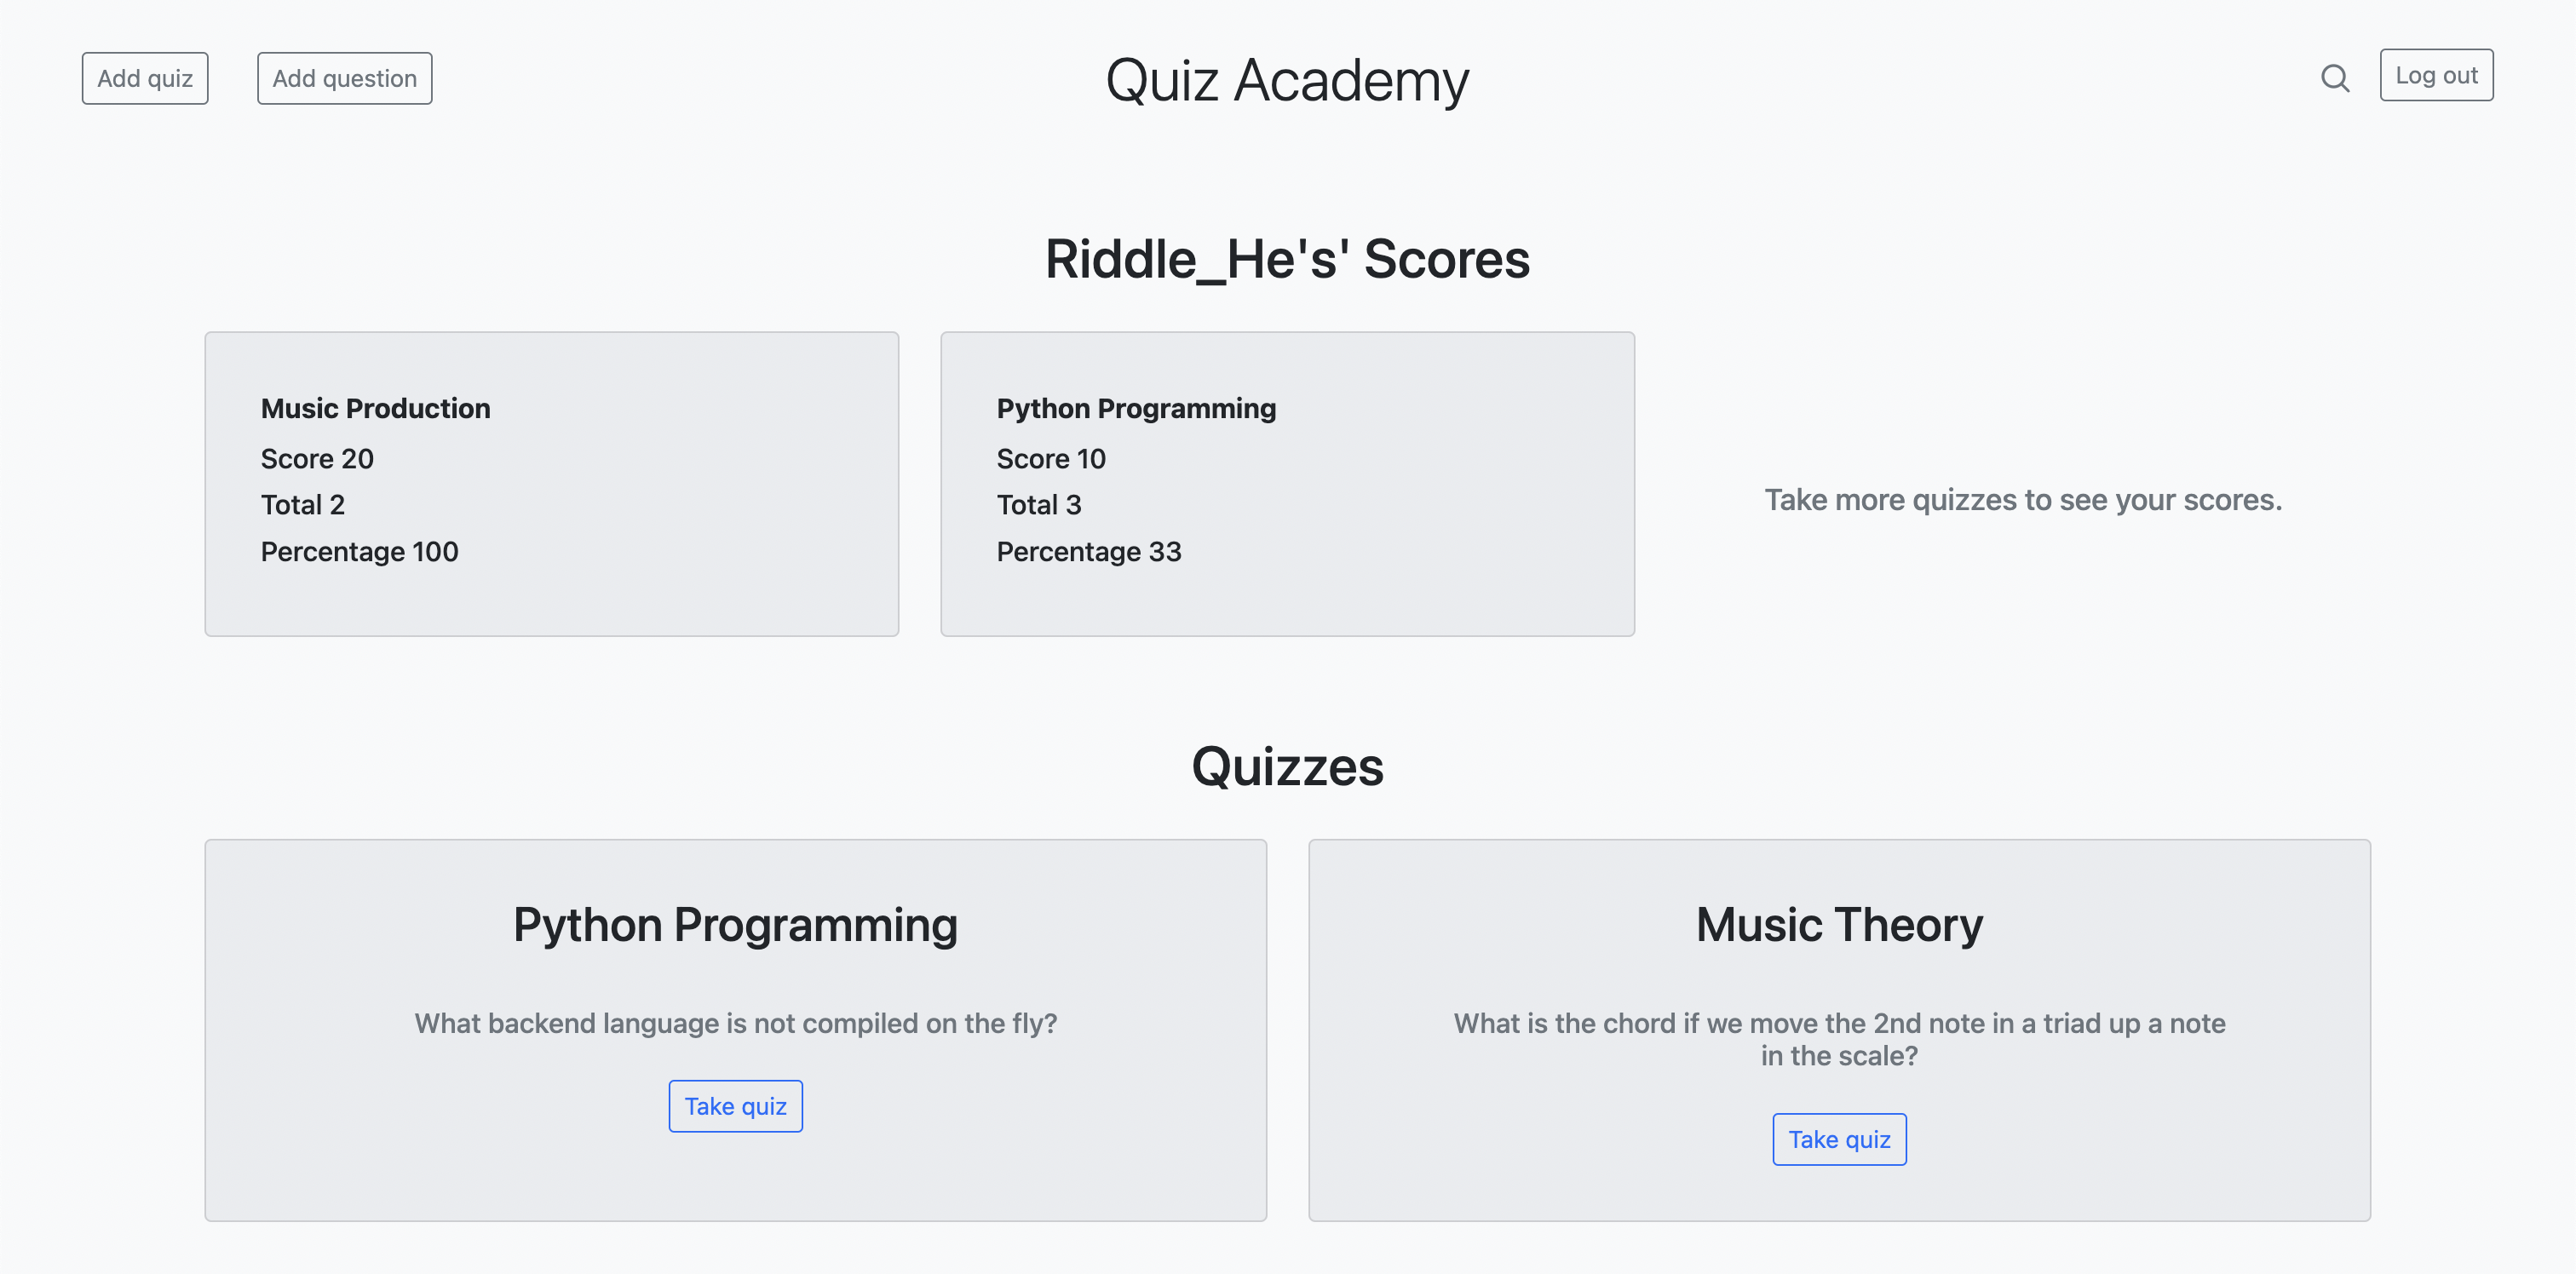 Add quiz
Add question
Quiz Academy
Log out
Riddle_He's' Scores
Music Production
Score 20
Total 2
Percentage 100
Python Programming
Score 10
Total 3
Percentage 33
Take more quizzes to see your scores.
Quizzes
Python Programming
What backend language is not compiled on the fly?
Take quiz
Music Theory
What is the chord if we move the 2nd note in a triad up a note
in the scale?
Take quiz